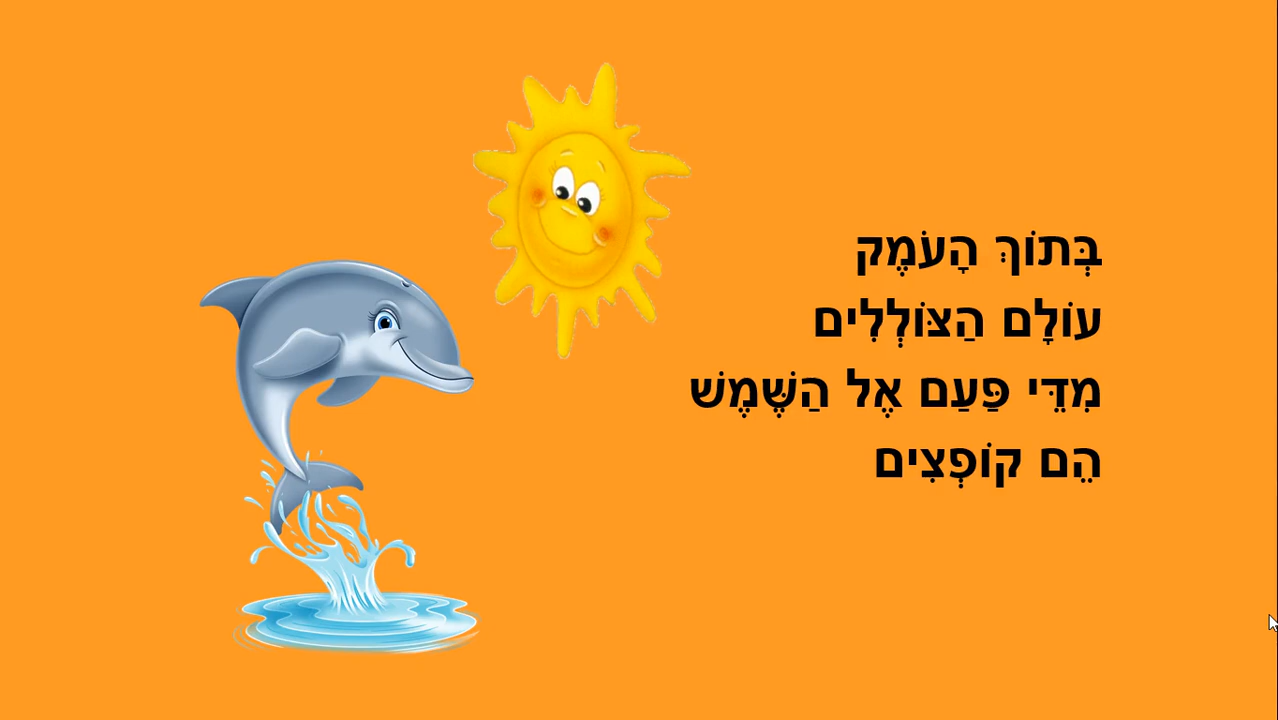 בְּתוֹךְ הָעֹמֶק
עוֹלָם הַצּוֹלְלִים
מִדֵּי פַּעַם אֶל הַשֶּׁמֶשׁ
הֵם קוֹפְצִים